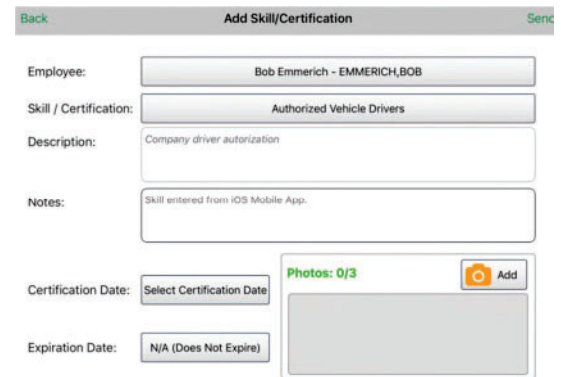 Back Add Skill/Certification Send
Employee: Bob Emmerich - EMMERICH,BOB
Skill / Certification: Authorized Vehicle Drivers
Description: Company driver autorization
Notes: Skill entered from iOS Mobile App.
Photos: 0/3 Add
Certification Date: Select Certification Date
Expiration Date: N/A (Does Not Expire)